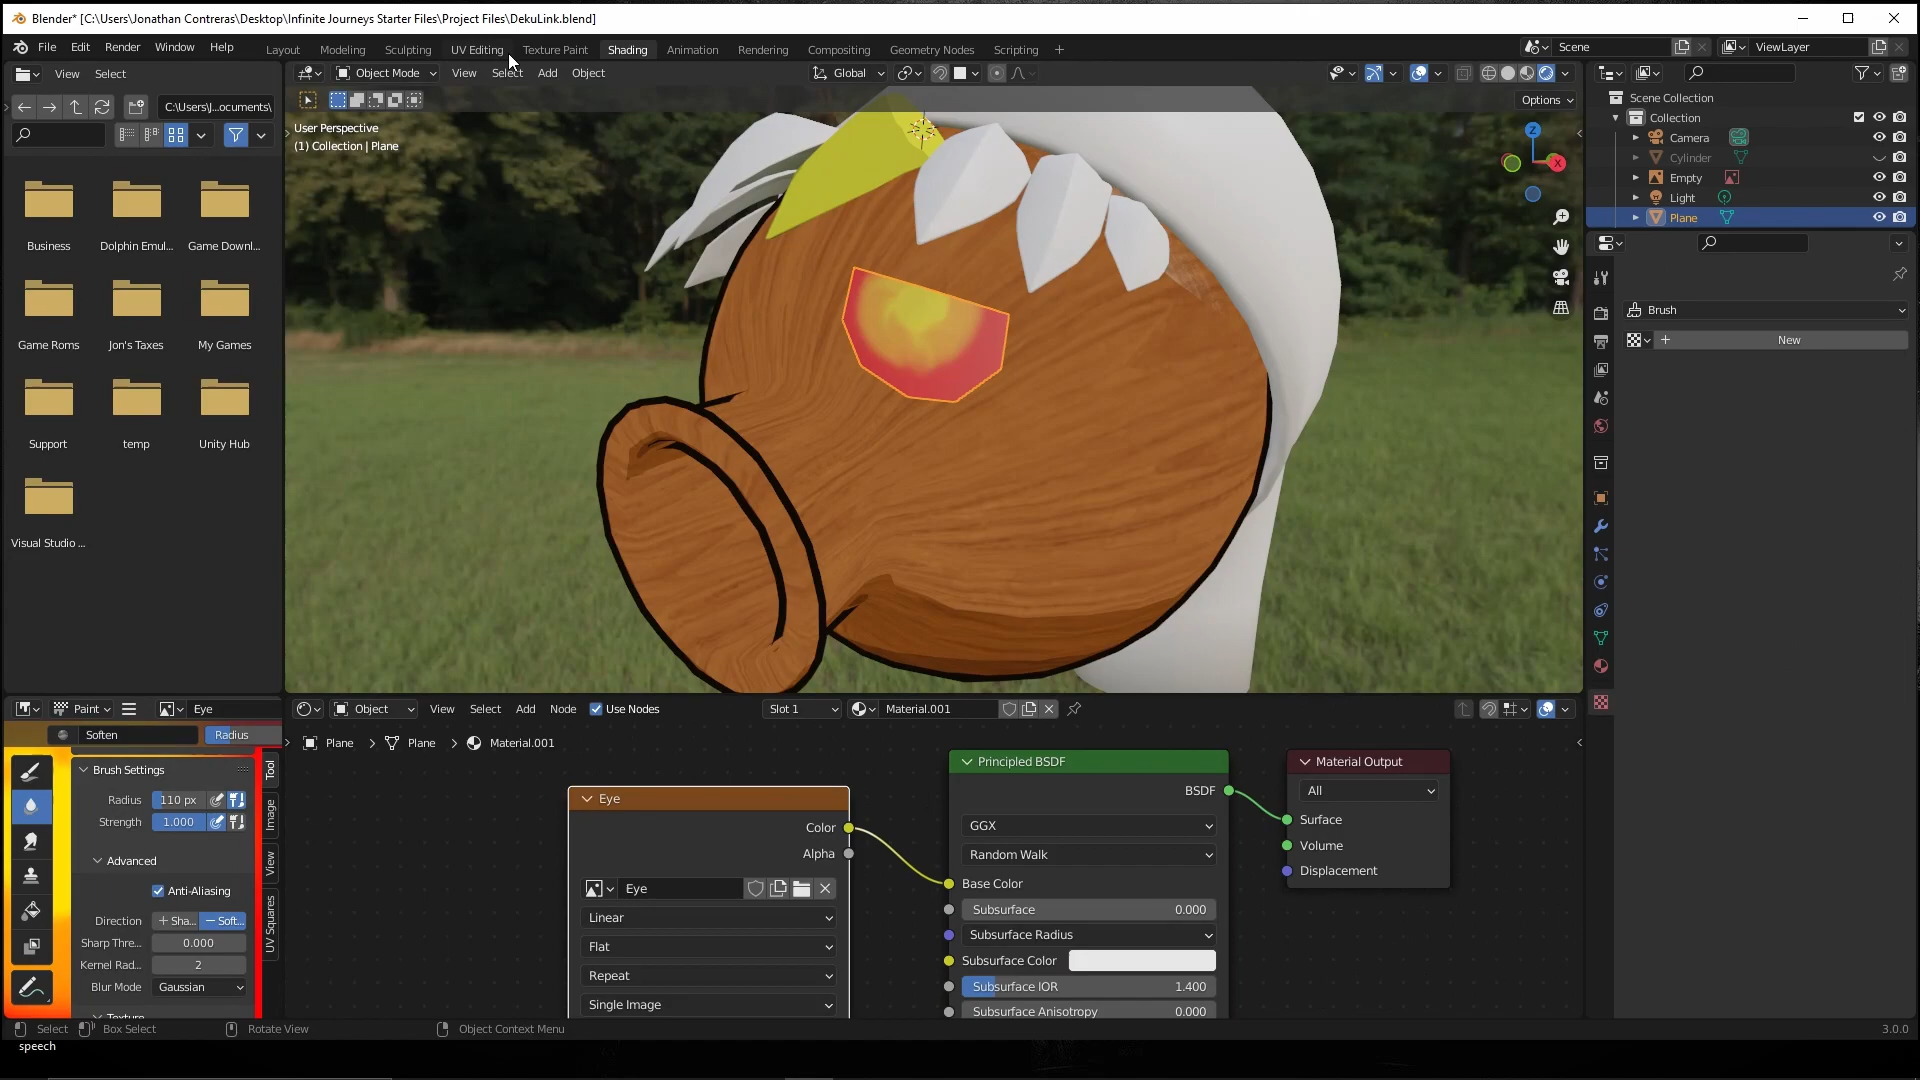 Blender* [C:\Users\Jonathan Contreras\Desktop\Infinite Journeys Starter Files\Project Files\DekuLink.blend]
File Edit Render Window Help Layout Modeling Sculpting UV Editing Texture Paint Shading Animation Rendering Compositing Geometry Nodes Scripting + Scene ViewLayer
View Select Object Mode View Select Add Object Global
Options
C:\Users\J...ocuments\
User Perspective
(1) Collection | Plane
Z
X
Business Dolphin Emul... Game Downl...
Game Roms Jon's Taxes My Games
Support temp Unity Hub
Visual Studio ...
Scene Collection
Collection
Camera
Cylinder
Empty
Light
Plane
Brush
New
Paint Eye
Soften Radius
Brush Settings
Radius 110 px
Strength 1.000
Advanced
Anti-Aliasing
Direction + Sha... − Soft...
Sharp Thre... 0.000
Kernel Rad... 2
Blur Mode Gaussian
Texture
Tool
Image
View
UV Squares
Object View Select Add Node Use Nodes Slot 1 Material.001
Plane > Plane > Material.001
Eye
Color
Alpha
Eye
Linear
Flat
Repeat
Single Image
Principled BSDF
BSDF
GGX
Random Walk
Base Color
Subsurface 0.000
Subsurface Radius
Subsurface Color
Subsurface IOR 1.400
Subsurface Anisotropy 0.000
Material Output
All
Surface
Volume
Displacement
Select Box Select Rotate View Object Context Menu 3.0.0
speech